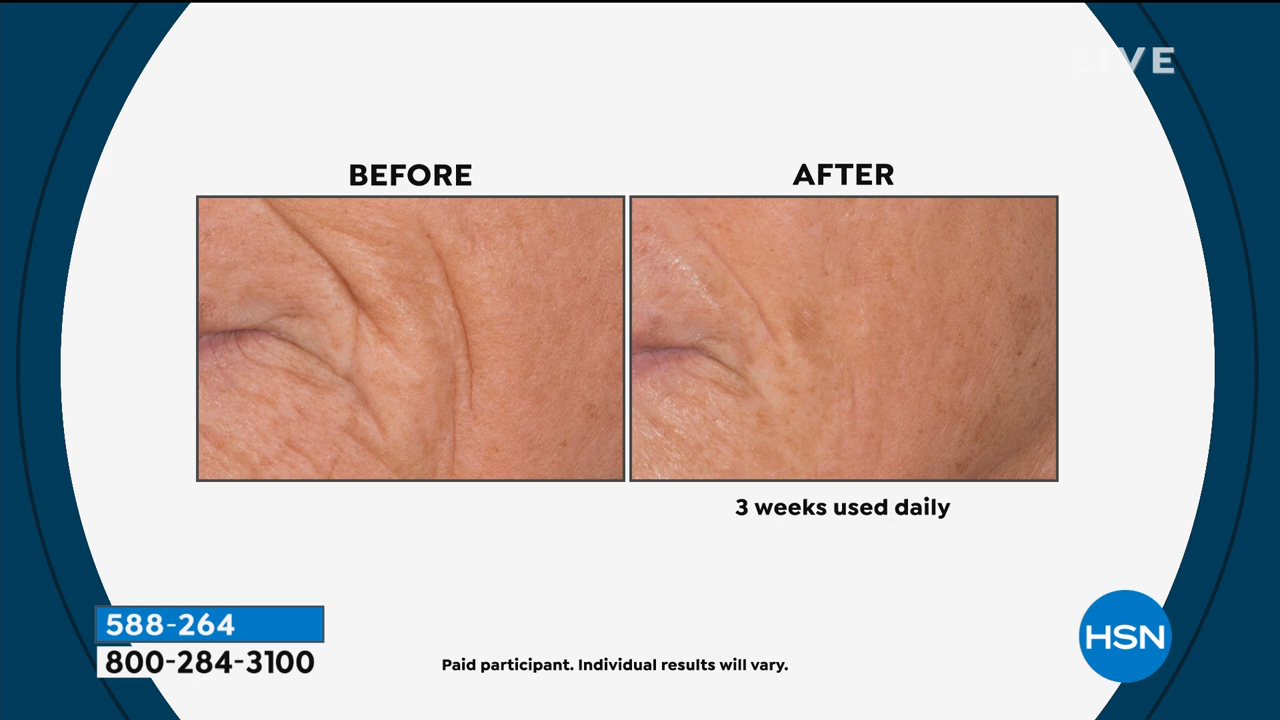 LIVE
BEFORE
AFTER
3 weeks used daily
588-264
800-284-3100
Paid participant. Individual results will vary.
HSN